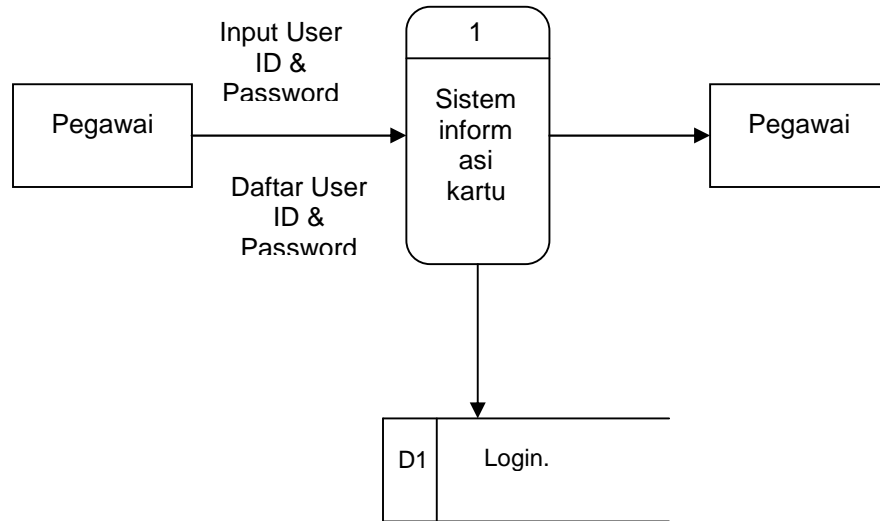 Input User
ID &
Password
1
Pegawai
Sistem
inform
asi
kartu
Pegawai
Daftar User
ID &
Password
D1
Login.